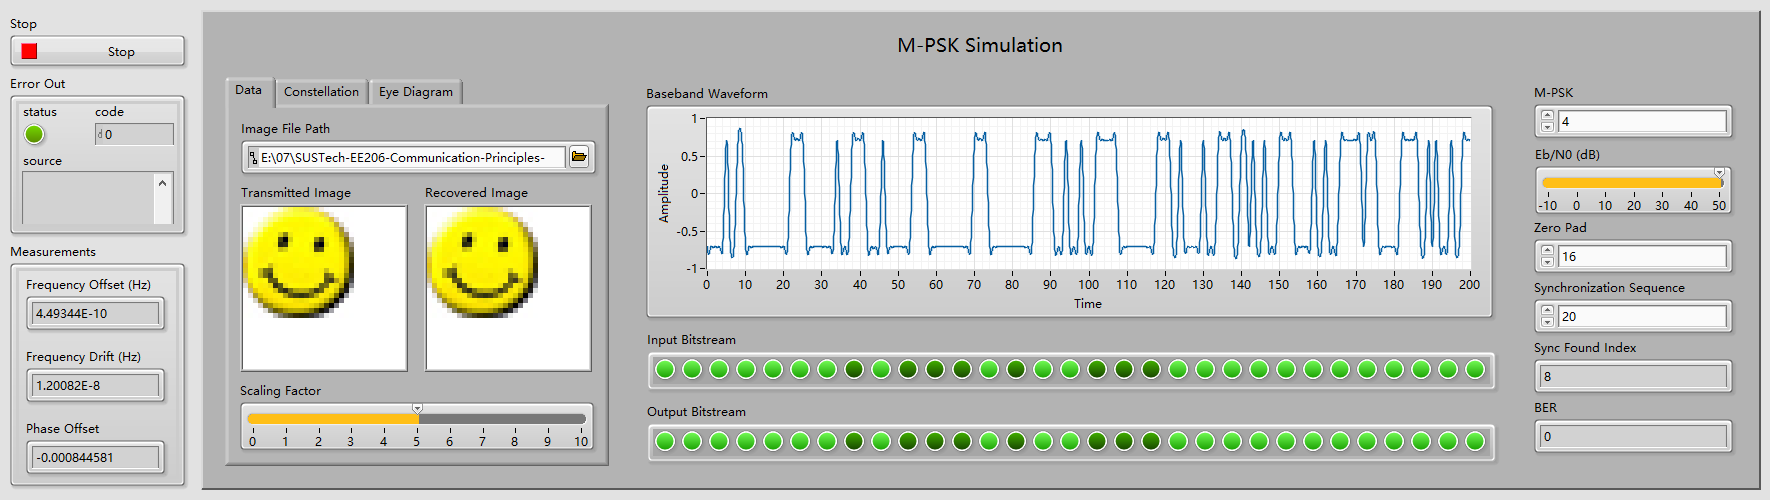 Stop
Stop
Error Out
status code
d 0
source
Measurements
Frequency Offset (Hz)
4.49344E-10
Frequency Drift (Hz)
1.20082E-8
Phase Offset
-0.000844581
M-PSK Simulation
Data Constellation Eye Diagram
Image File Path
E:\07\SUSTech-EE206-Communication-Principles-
Transmitted Image Recovered Image
Scaling Factor
0 1 2 3 4 5 6 7 8 9 10
Baseband Waveform
Amplitude
1
0.5
0
-0.5
-1
0 10 20 30 40 50 60 70 80 90 100 110 120 130 140 150 160 170 180 190 200
Time
Input Bitstream
Output Bitstream
M-PSK
4
Eb/N0 (dB)
-10 0 10 20 30 40 50
Zero Pad
16
Synchronization Sequence
20
Sync Found Index
8
BER
0